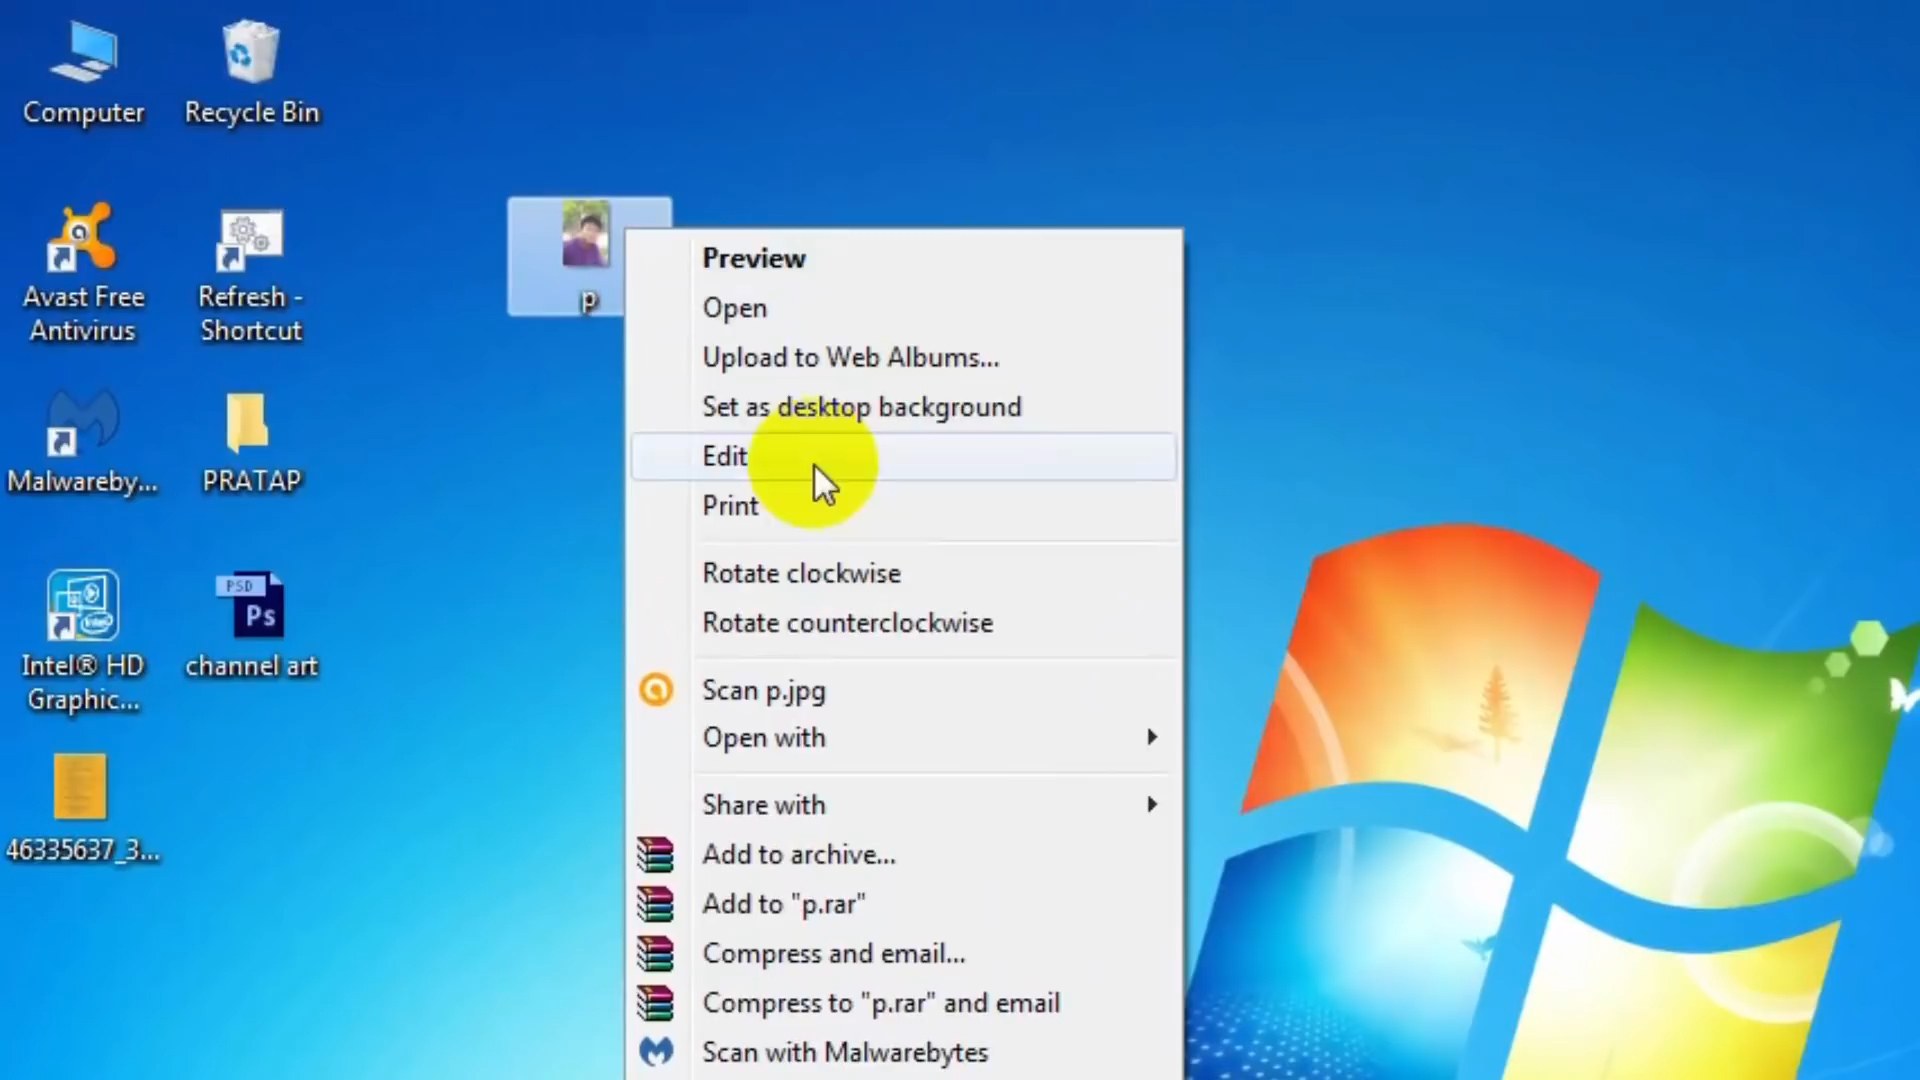 Computer
Recycle Bin
Avast Free
Antivirus
Refresh -
Shortcut
Malwareby...
PRATAP
Intel® HD
Graphic...
PSD
Ps
channel art
46335637_3...
p
Preview
Open
Upload to Web Albums...
Set as desktop background
Edit
Print
Rotate clockwise
Rotate counterclockwise
Scan p.jpg
Open with
Share with
Add to archive...
Add to "p.rar"
Compress and email...
Compress to "p.rar" and email
Scan with Malwarebytes